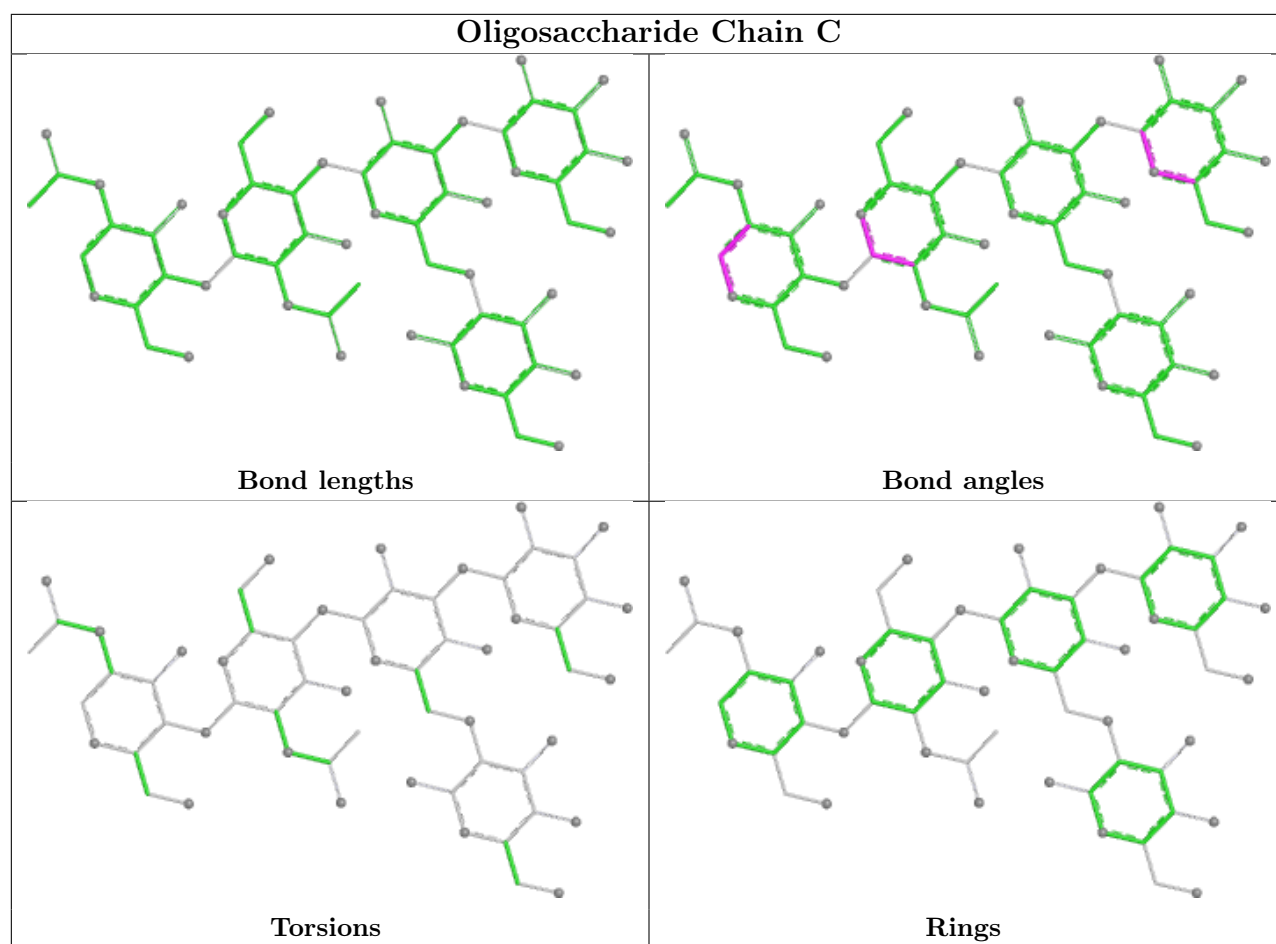 Oligosaccharide Chain C
Bond lengths
Bond angles
Torsions
Rings